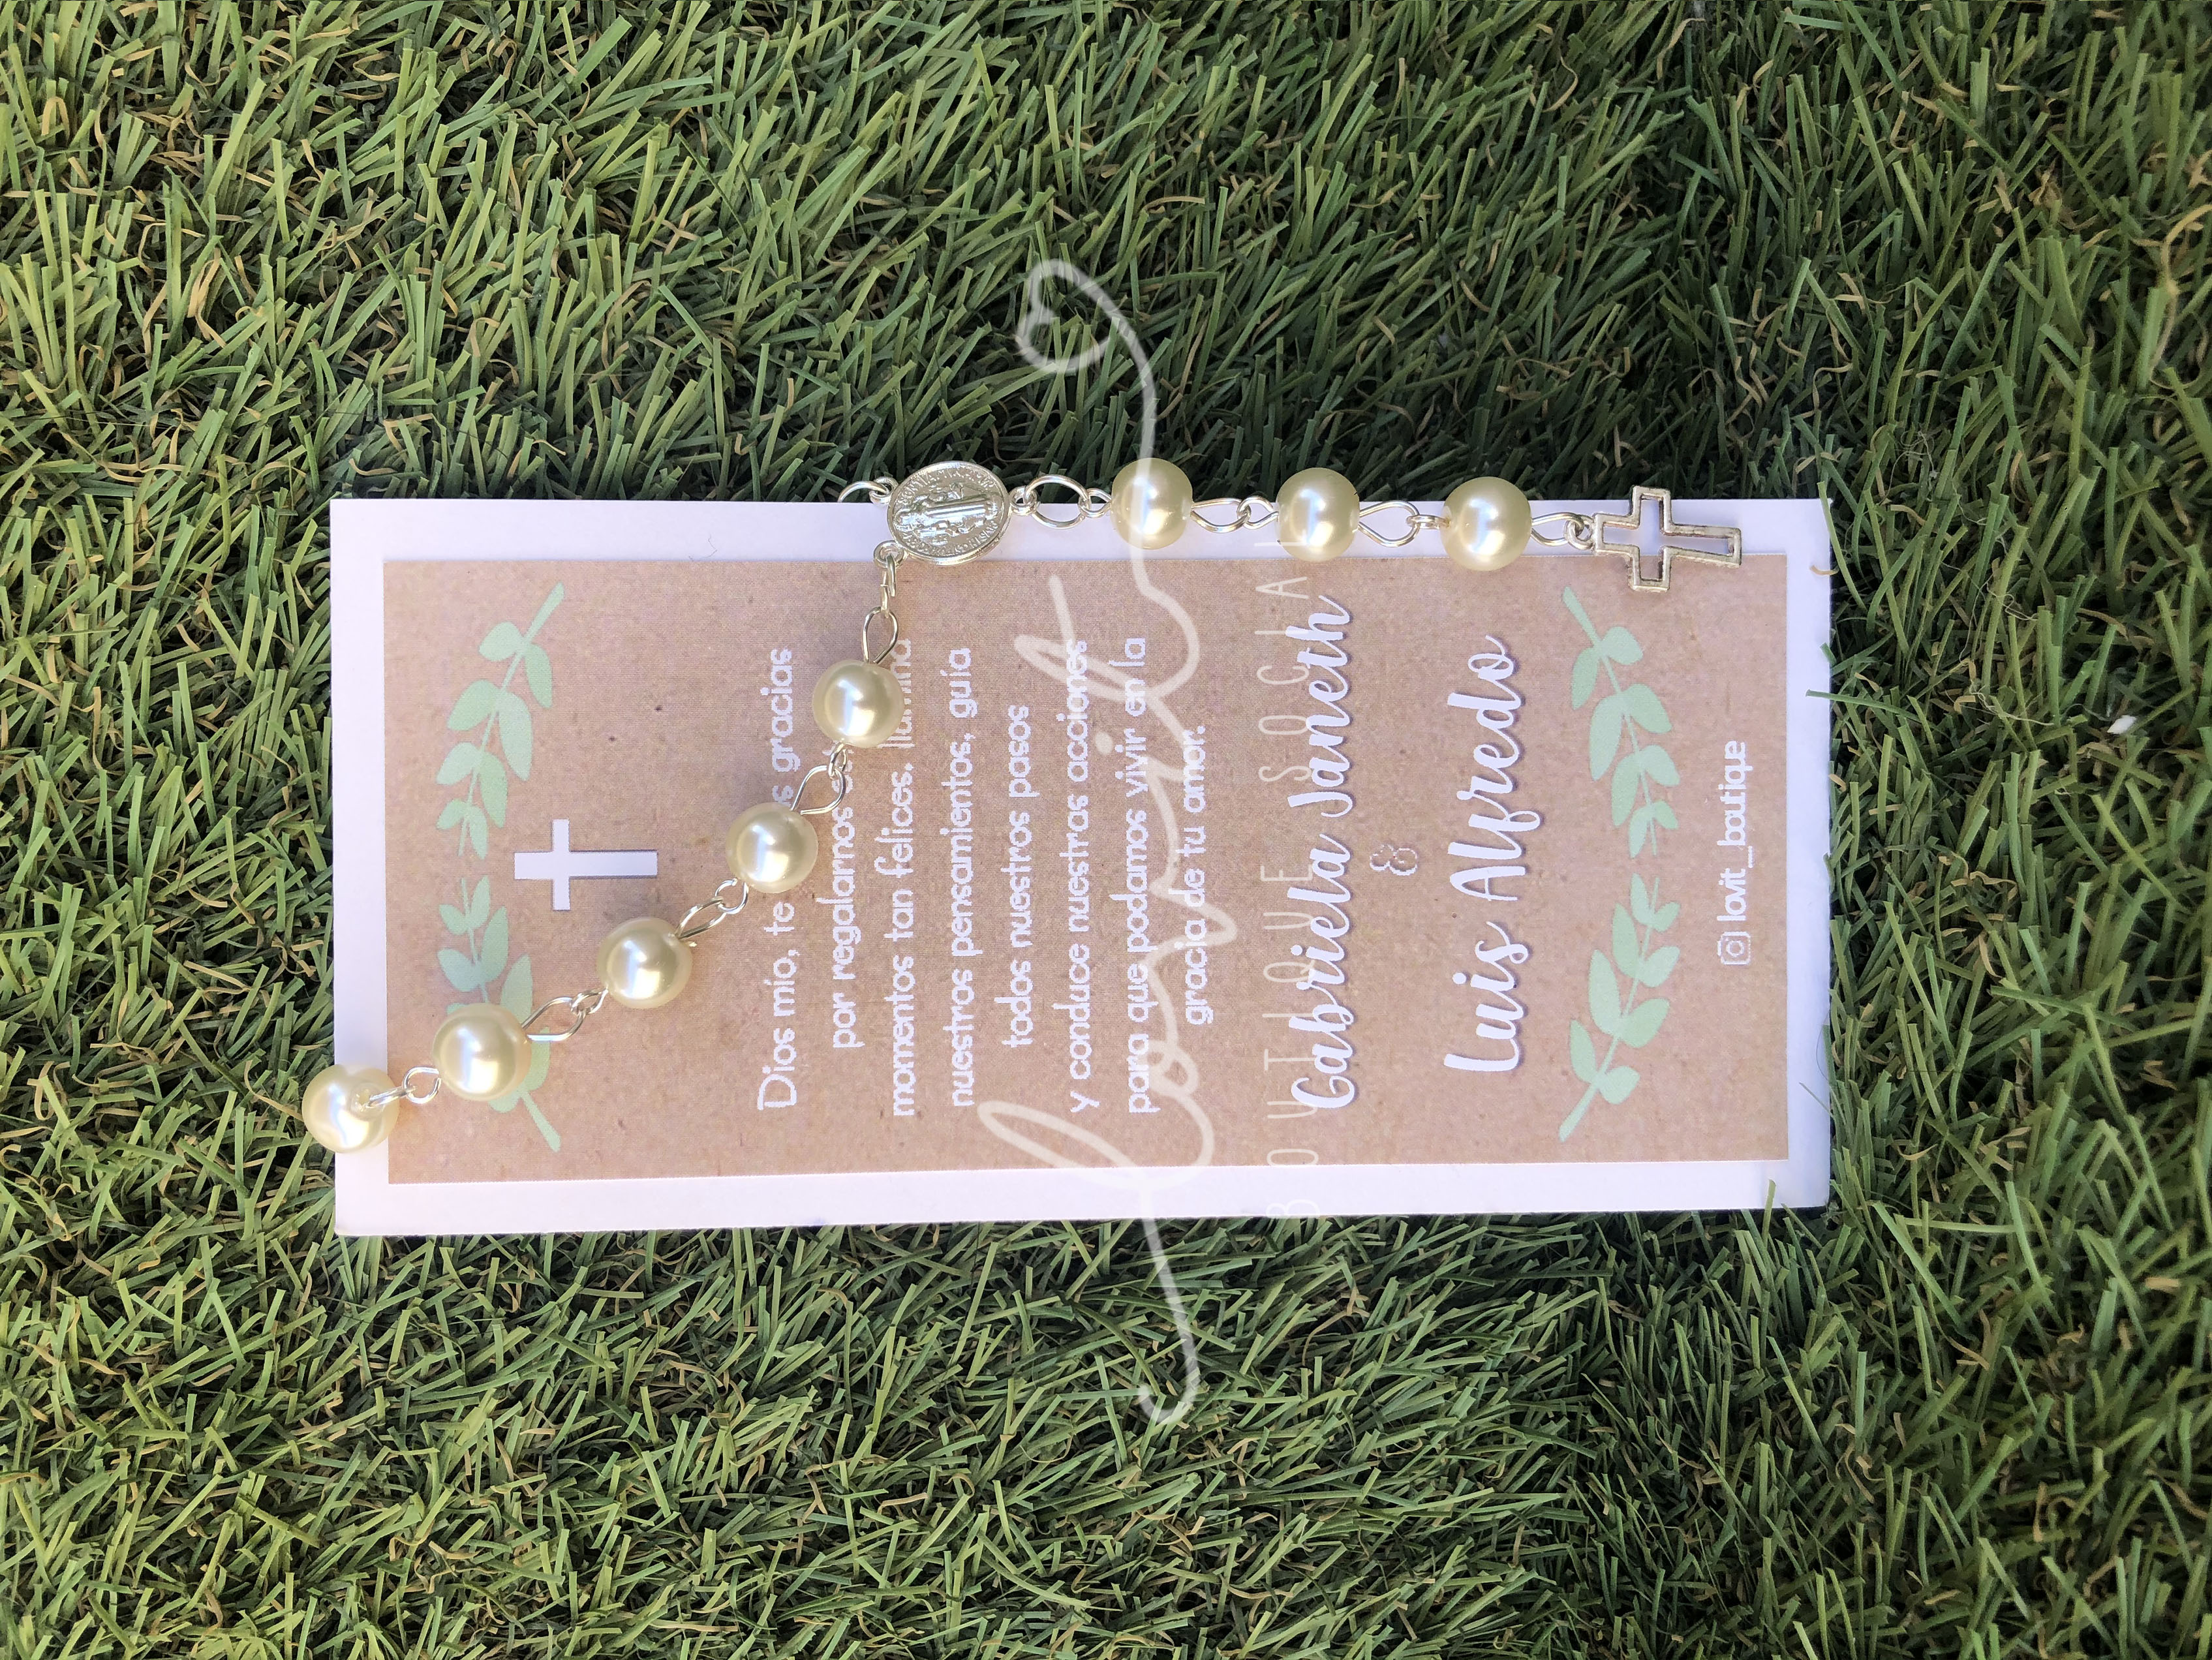 Dios mío, te gracias
por regalarnos
momentos tan felices. Ilumina
nuestros pensamientos, guía
todos nuestros pasos
y conduce nuestras acciones
para que podamos vivir en la
gracia de tu amor.
lovit
BOUTIQUE SOCIAL
Gabriela Janeth
&
Luis Alfredo
lovit_boutique